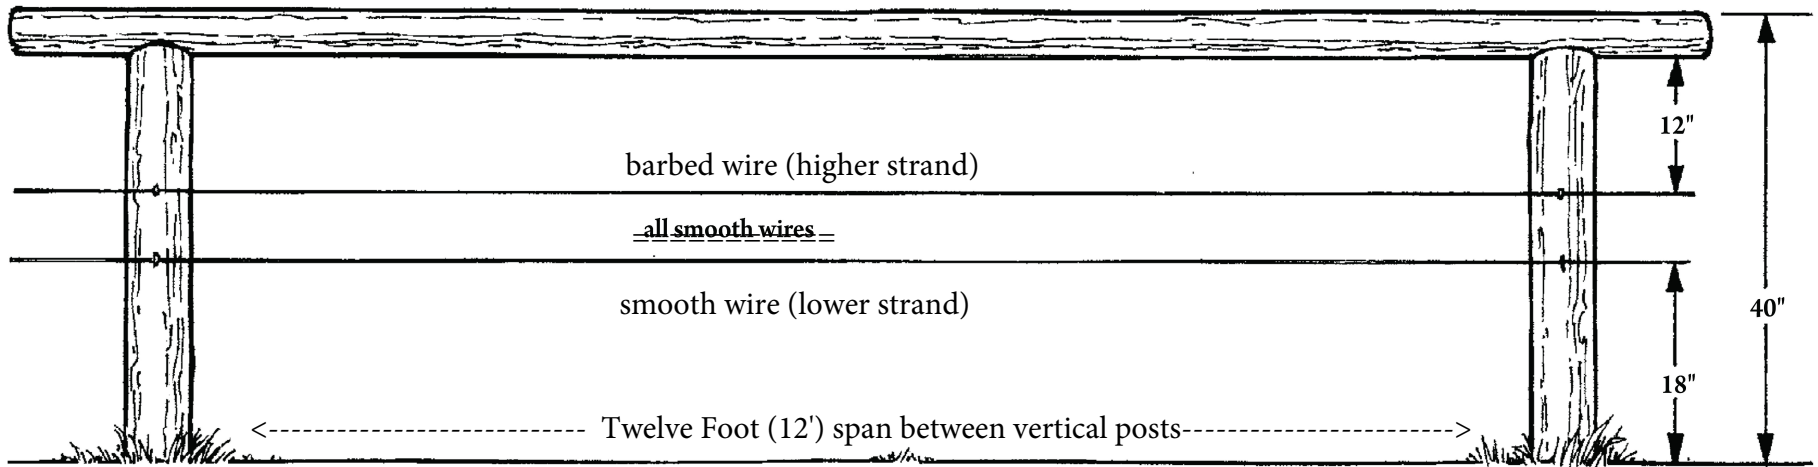 12"
barbed wire (higher strand)
all smooth wires
smooth wire (lower strand)
40"
18"
<--------------------------- Twelve Foot (12') span between vertical posts-------------------------->